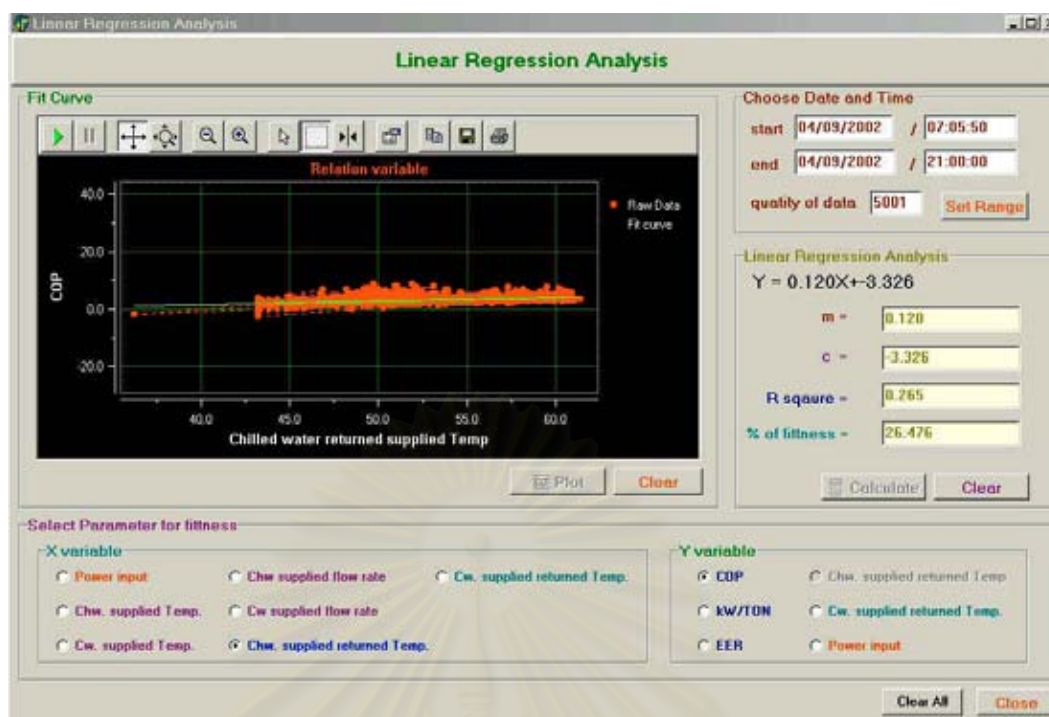 Linear Regression Analysis
Linear Regression Analysis
Fit Curve
Relation variable
40.0
20.0
0.0
-20.0
COP
Raw Data
Fit curve
40.0 45.0 50.0 55.0 60.0
Chilled water returned supplied Temp
Plot Clear
Choose Date and Time
start 04/09/2002 / 07:05:50
end 04/09/2002 / 21:00:00
quatity of data 5001 Set Range
Linear Regression Analysis
Y = 0.120X+-3.326
m = 0.120
c = -3.326
R sqaure = 0.265
% of fittness = 26.476
Calculate Clear
Select Parameter for fittness
X variable
Power input Chw supplied flow rate Cw. supplied returned Temp.
Chw. supplied Temp. Cw supplied flow rate
Cw. supplied Temp. Chw. supplied returned Temp.
Y variable
COP Chw. supplied returned Temp
kW/TON Cw. supplied returned Temp.
EER Power input
Clear All Close